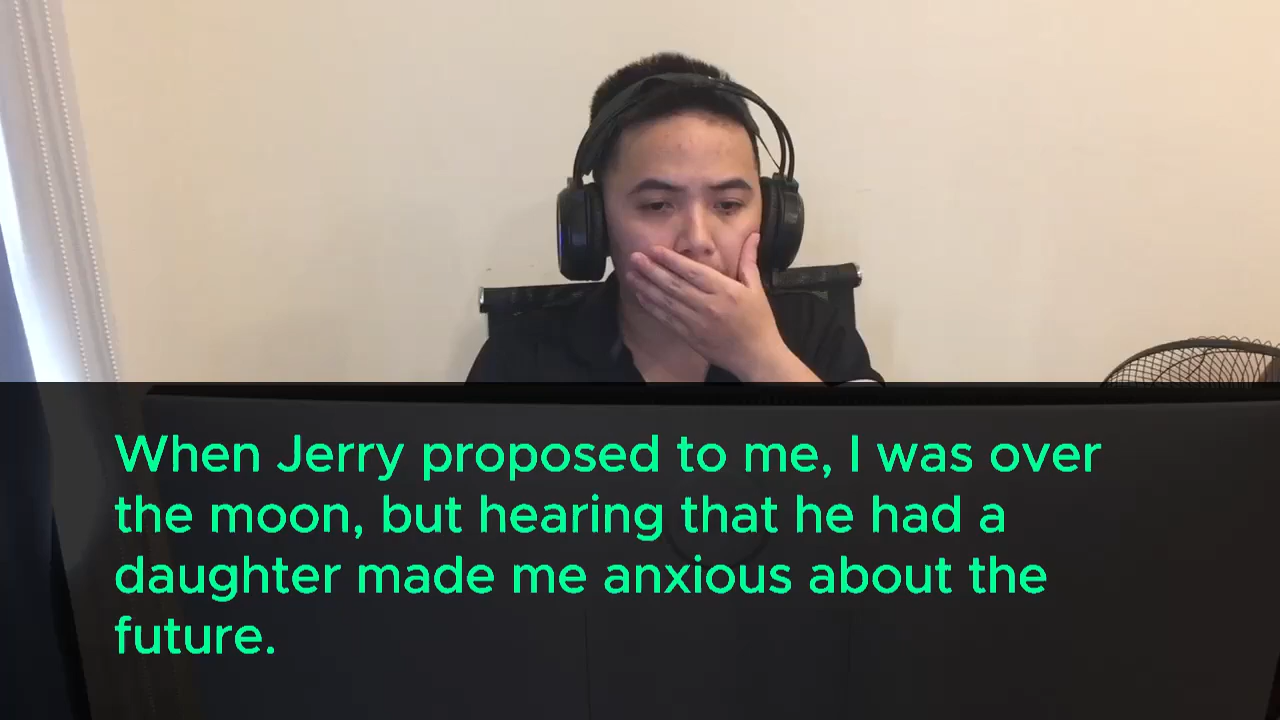 When Jerry proposed to me, I was over
the moon, but hearing that he had a
daughter made me anxious about the
future.